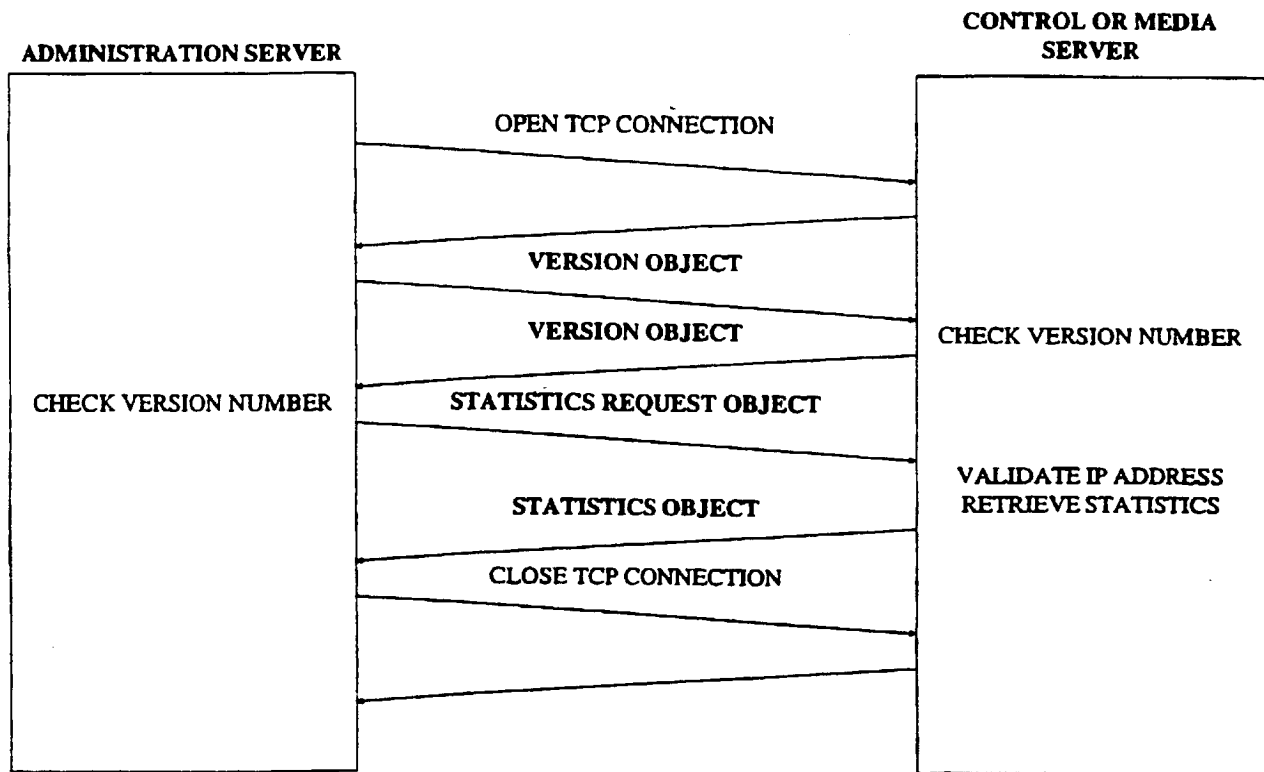 CONTROL OR MEDIA
SERVER
ADMINISTRATION SERVER
OPEN TCP CONNECTION
VERSION OBJECT
VERSION OBJECT
CHECK VERSION NUMBER
CHECK VERSION NUMBER
STATISTICS REQUEST OBJECT
VALIDATE IP ADDRESS
RETRIEVE STATISTICS
STATISTICS OBJECT
CLOSE TCP CONNECTION